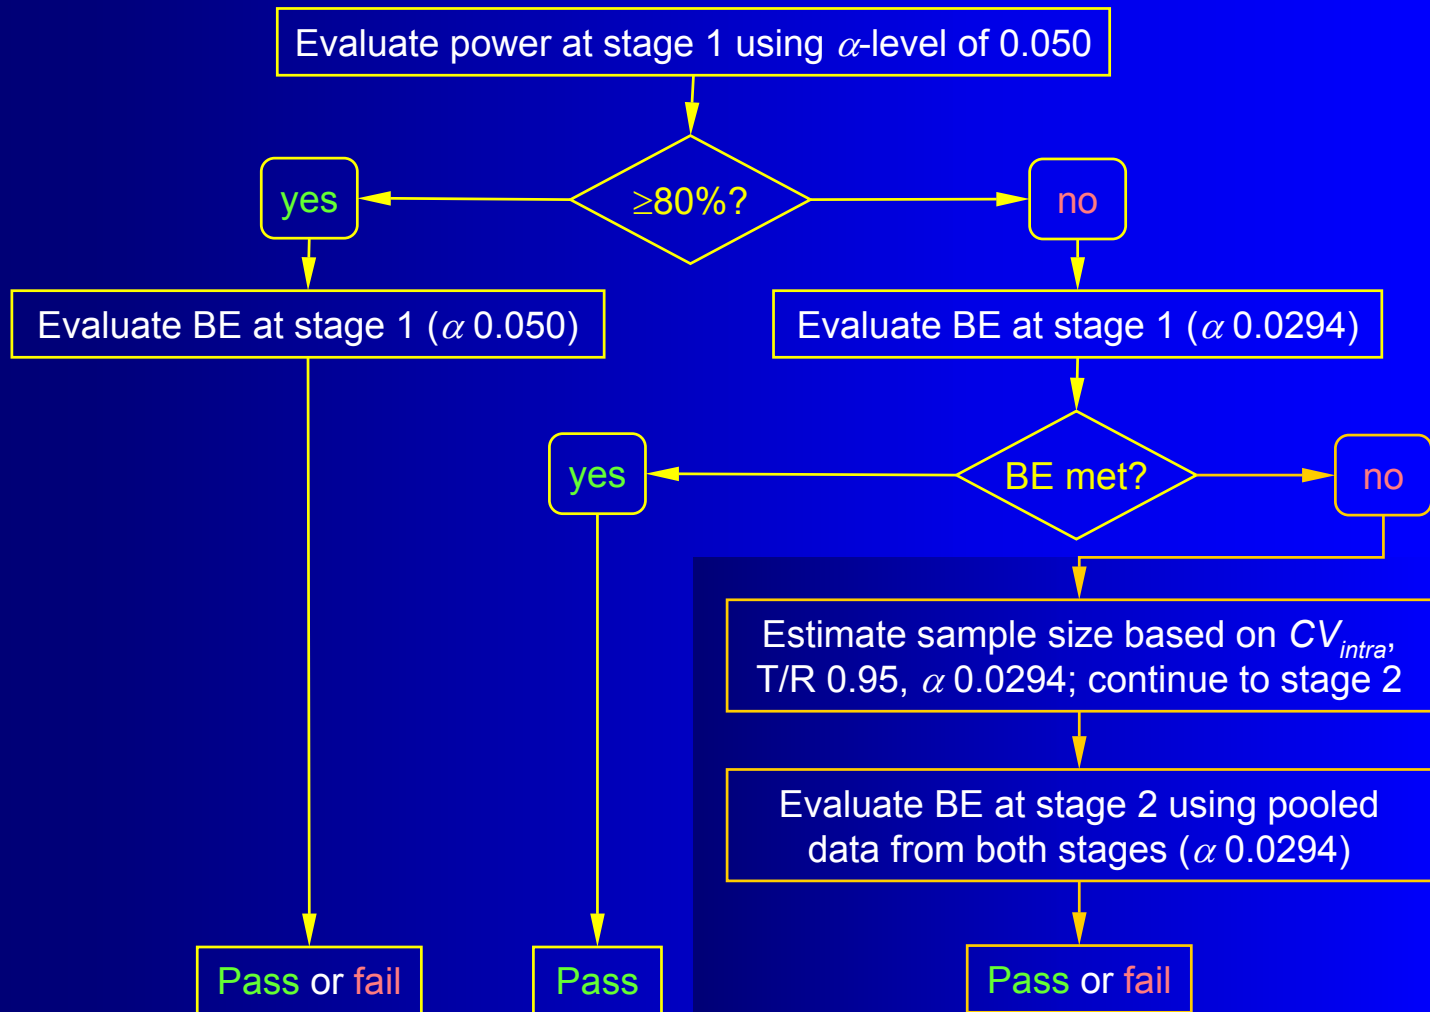 Evaluate power at stage 1 using α-level of 0.050
yes
≥80%?
no
Evaluate BE at stage 1 (α 0.050)
Evaluate BE at stage 1 (α 0.0294)
yes
BE met?
no
Estimate sample size based on CVintra,
T/R 0.95, α 0.0294; continue to stage 2
Evaluate BE at stage 2 using pooled
data from both stages (α 0.0294)
Pass or fail
Pass
Pass or fail